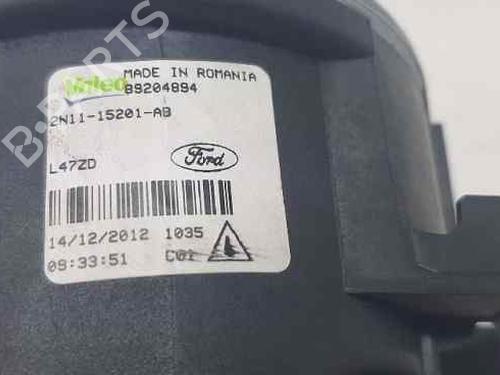 Valeo MADE IN ROMANIA
89204894
2N11-15201-AB
L47ZD Ford
14/12/2012 1035
09:33:51 C01
B-PARTS